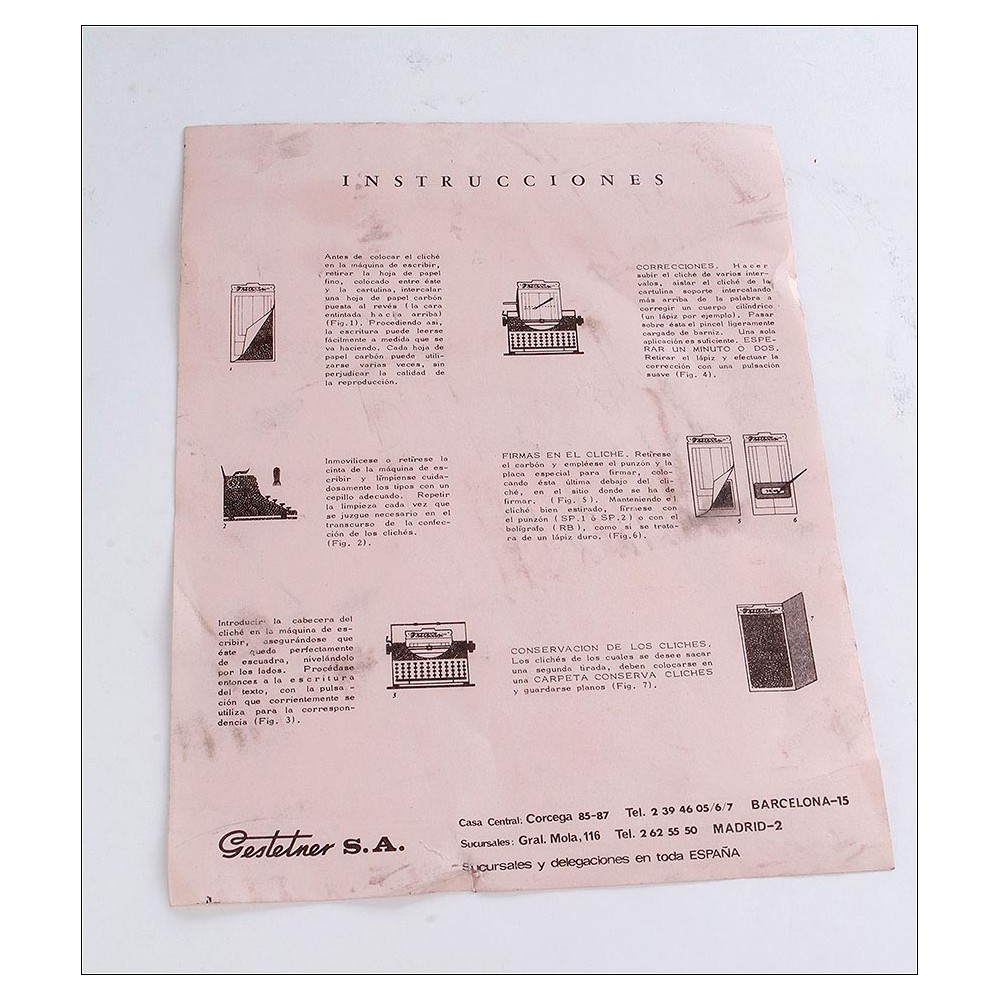 INSTRUCCIONES
Antes de colocar el cliché
en la máquina de escribir,
retirar la hoja de papel
fino, colocado entre éste
y la cartulina, intercalar
una hoja de papel carbón
puesta al revés (la cara
entintada hacia arriba)
(Fig.1). Procediendo asi,
la escritura puede leerse
fácilmente a medida que se
va haciendo. Cada hoja de
papel carbón puede utili-
zarse varias veces, sin
perjudicar la calidad de
la reproducción.
1
Inmovilicese o retírese la
cinta de la máquina de es-
cribir y límpiense cuida-
dosamente los tipos con un
cepillo adecuado. Repetir
la limpieza cada vez que
se juzgue necesario en el
transcurso de la confec-
ción de los clichés.
(Fig. 2).
2
Introducir la cabecera del
cliché en la máquina de es-
cribir, asegurándose que
éste queda perfectamente
de escuadra, nivelándolo
por los lados. Procédase
entonces a la escritura
del texto, con la pulsa-
ción que corrientemente se
utiliza para la correspon-
dencia (Fig. 3).
3
CORRECCIONES. Hacer
subir el cliché de varios inter-
valos, aislar el cliché de la
cartulina soporte intercalando
más arriba de la palabra a
corregir un cuerpo cilíndrico
(un lápiz por ejemplo). Pasar
sobre ésta el pincel ligeramente
cargado de barniz. Una sola
aplicación es suficiente. ESPE-
RAR UN MINUTO O DOS.
Retirar el lápiz y efectuar la
corrección con una pulsación
suave (Fig. 4).
FIRMAS EN EL CLICHE. Retírese
el carbón y empléese el punzón y la
placa especial para firmar, colo-
cando ésta última debajo del cli-
ché, en el sitio donde se ha de
firmar. (Fig. 5). Manteniendo el
cliché bien estirado, fírmese con
el punzón (SP.1 ó SP.2) o con el
bolígrafo (RB), como si se trata-
ra de un lápiz duro. (Fig.6).
5
6
CONSERVACION DE LOS CLICHES.
Los clichés de los cuales se desee sacar
una segunda tirada, deben colocarse en
una CARPETA CONSERVA CLICHES
y guardarse planos (Fig. 7).
7
Gestetner S.A.
Casa Central: Corcega 85-87 Tel. 2 39 46 05/6/7 BARCELONA-15
Sucursales: Gral. Mola, 116 Tel. 2 62 55 50 MADRID-2
Sucursales y delegaciones en toda ESPAÑA